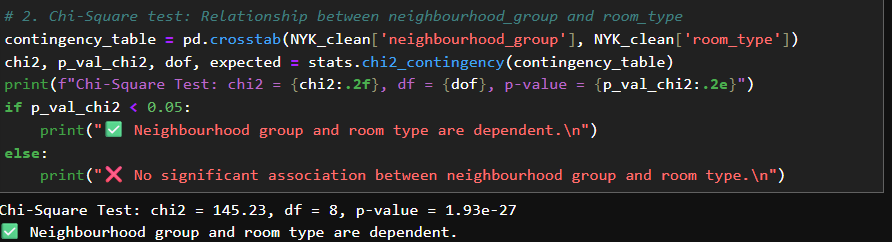 # 2. Chi-Square test: Relationship between neighbourhood_group and room_type
contingency_table = pd.crosstab(NYK_clean['neighbourhood_group'], NYK_clean['room_type'])
chi2, p_val_chi2, dof, expected = stats.chi2_contingency(contingency_table)
print(f"Chi-Square Test: chi2 = {chi2:.2f}, df = {dof}, p-value = {p_val_chi2:.2e}")
if p_val_chi2 < 0.05:
    print("✅ Neighbourhood group and room type are dependent.\n")
else:
    print("❌ No significant association between neighbourhood group and room type.\n")
Chi-Square Test: chi2 = 145.23, df = 8, p-value = 1.93e-27
✅ Neighbourhood group and room type are dependent.